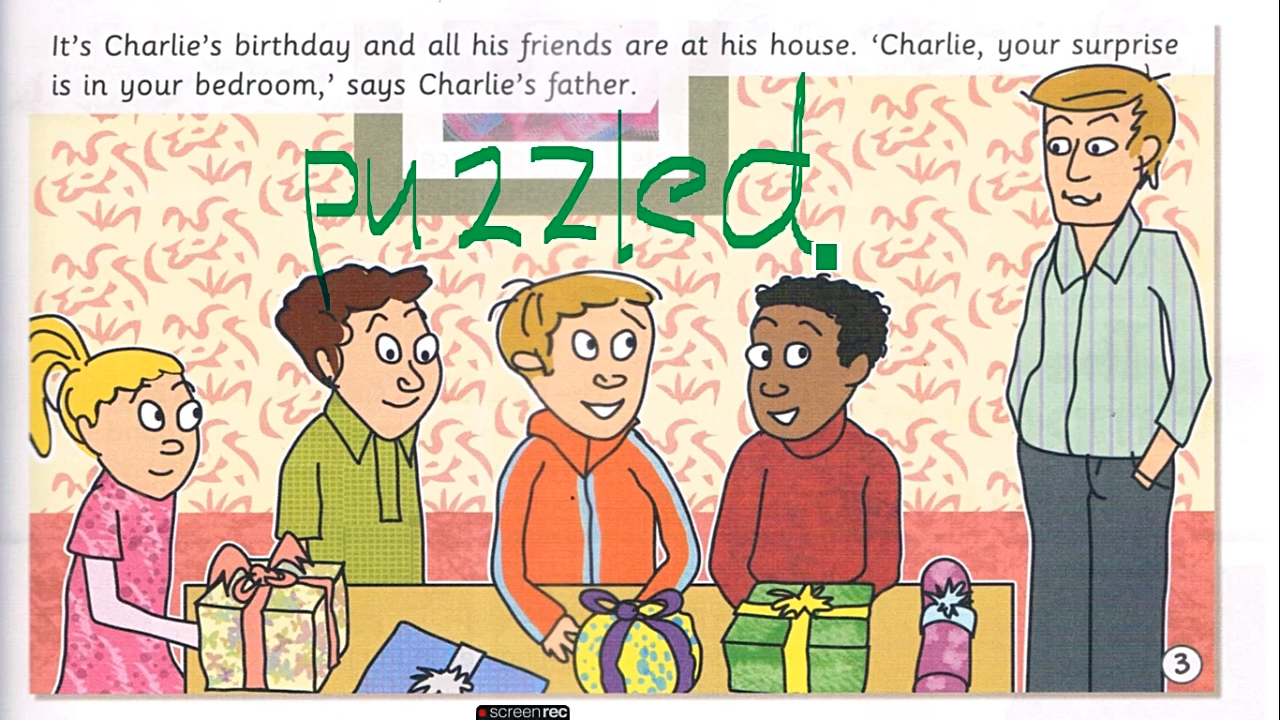 It's Charlie's birthday and all his friends are at his house. ‘Charlie, your surprise
is in your bedroom,’ says Charlie's father.
puzzled.
3
screenrec